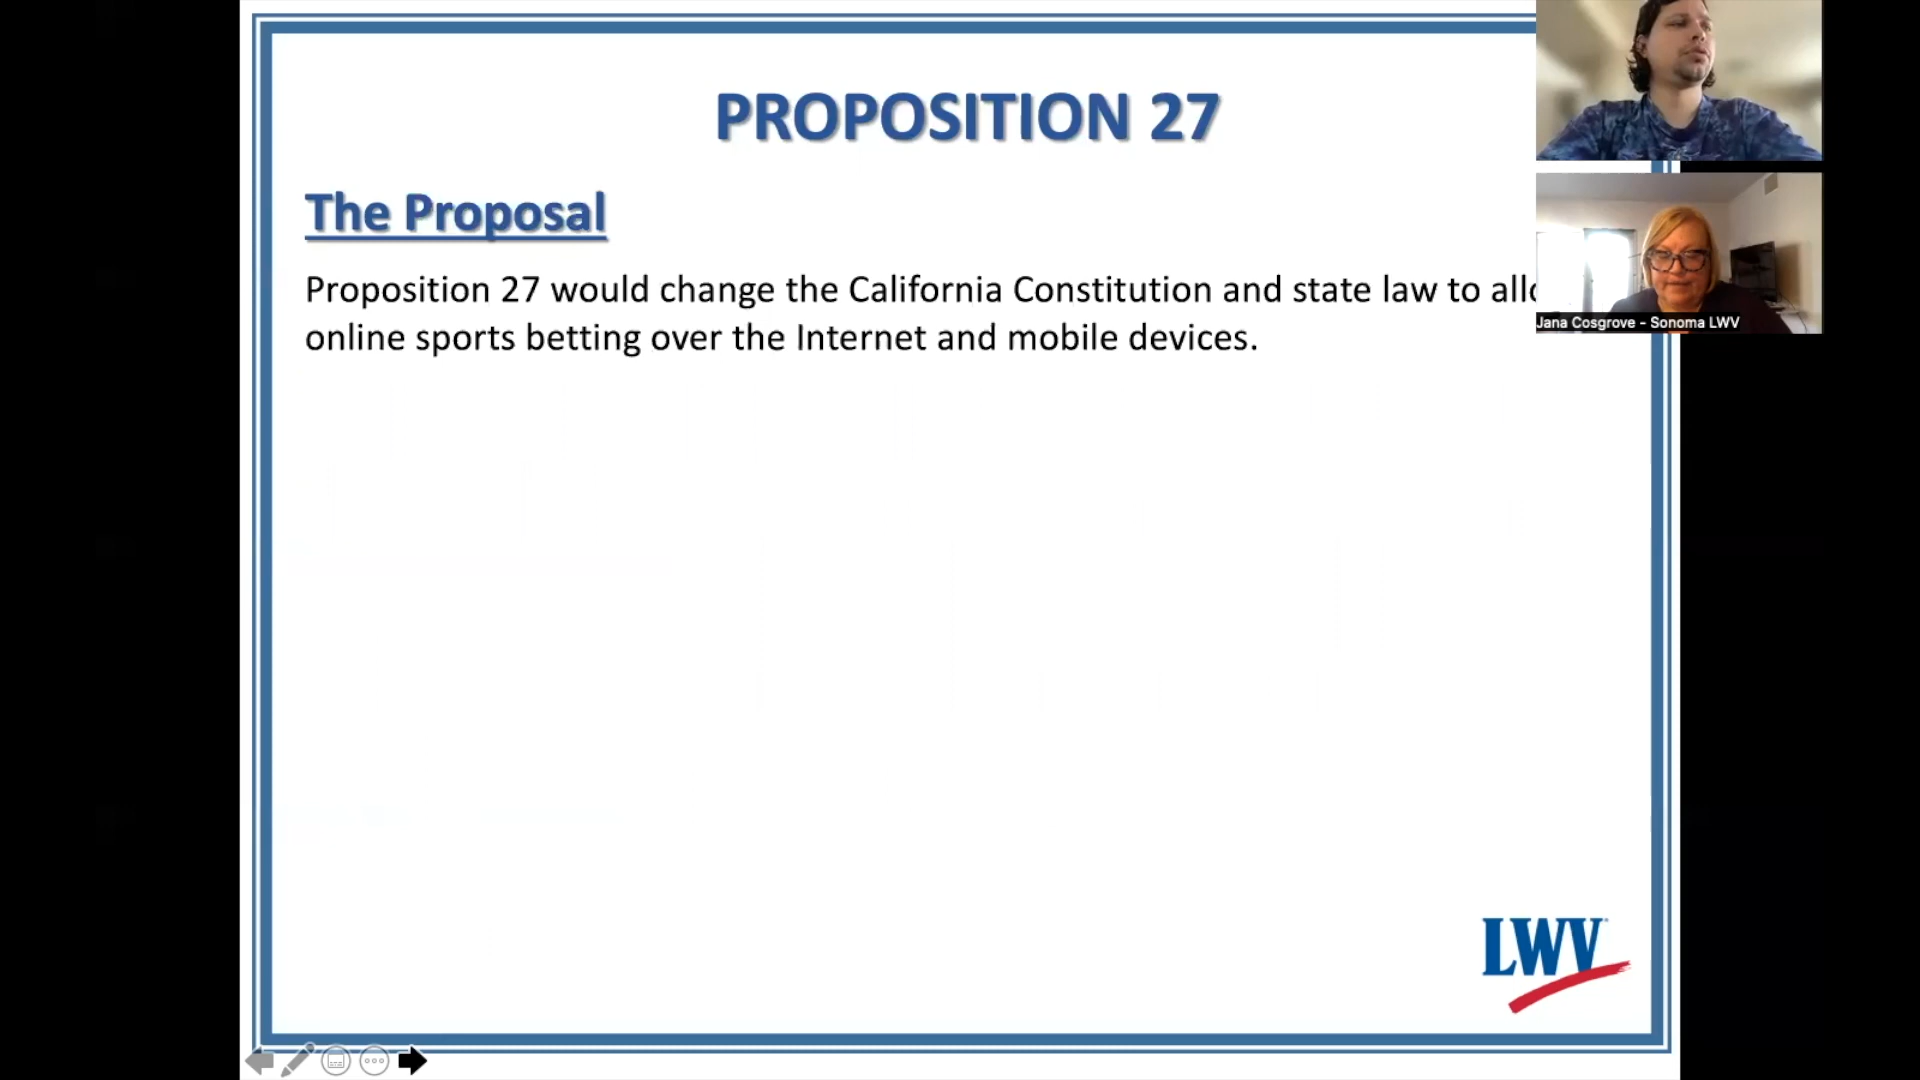 PROPOSITION 27
The Proposal
Proposition 27 would change the California Constitution and state law to
online sports betting over the Internet and mobile devices.
Jana Cosgrove - Sonoma LWV
LWV